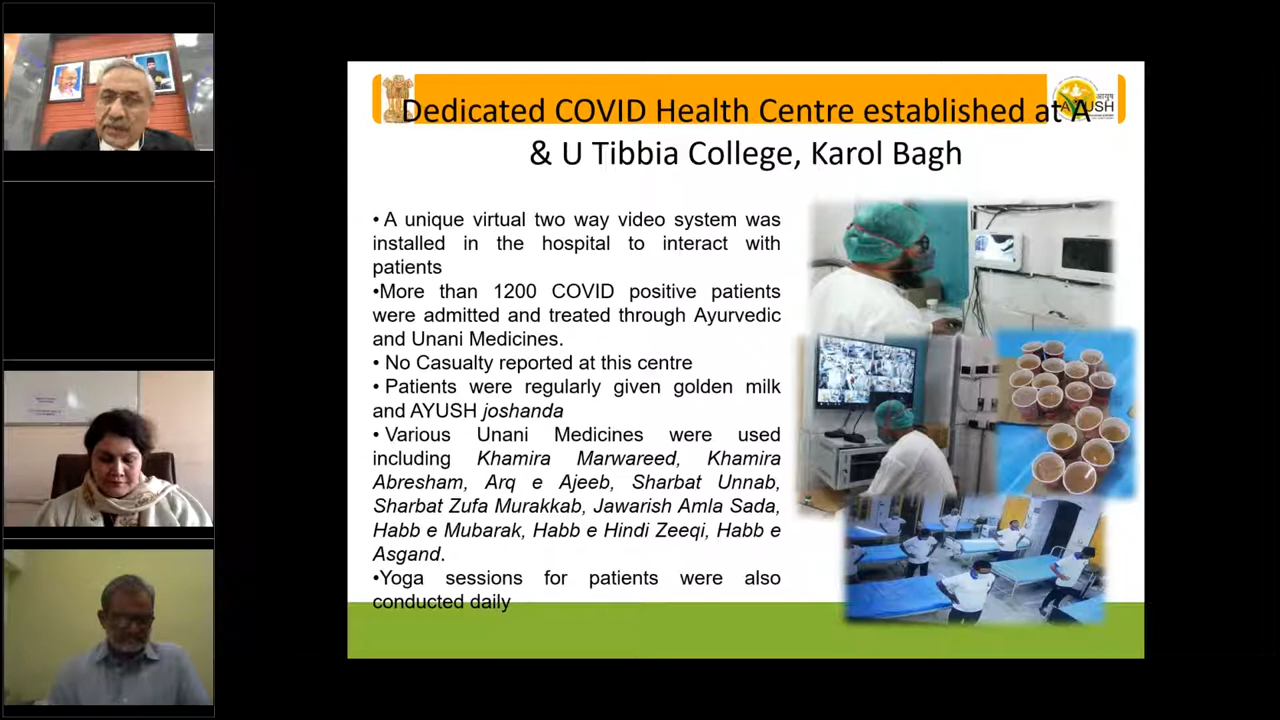 Dedicated COVID Health Centre established at A
& U Tibbia College, Karol Bagh
आयुष
AYUSH
• A unique virtual two way video system was
installed in the hospital to interact with
patients
•More than 1200 COVID positive patients
were admitted and treated through Ayurvedic
and Unani Medicines.
• No Casualty reported at this centre
• Patients were regularly given golden milk
and AYUSH joshanda
• Various Unani Medicines were used
including Khamira Marwareed, Khamira
Abresham, Arq e Ajeeb, Sharbat Unnab,
Sharbat Zufa Murakkab, Jawarish Amla Sada,
Habb e Mubarak, Habb e Hindi Zeeqi, Habb e
Asgand.
•Yoga sessions for patients were also
conducted daily